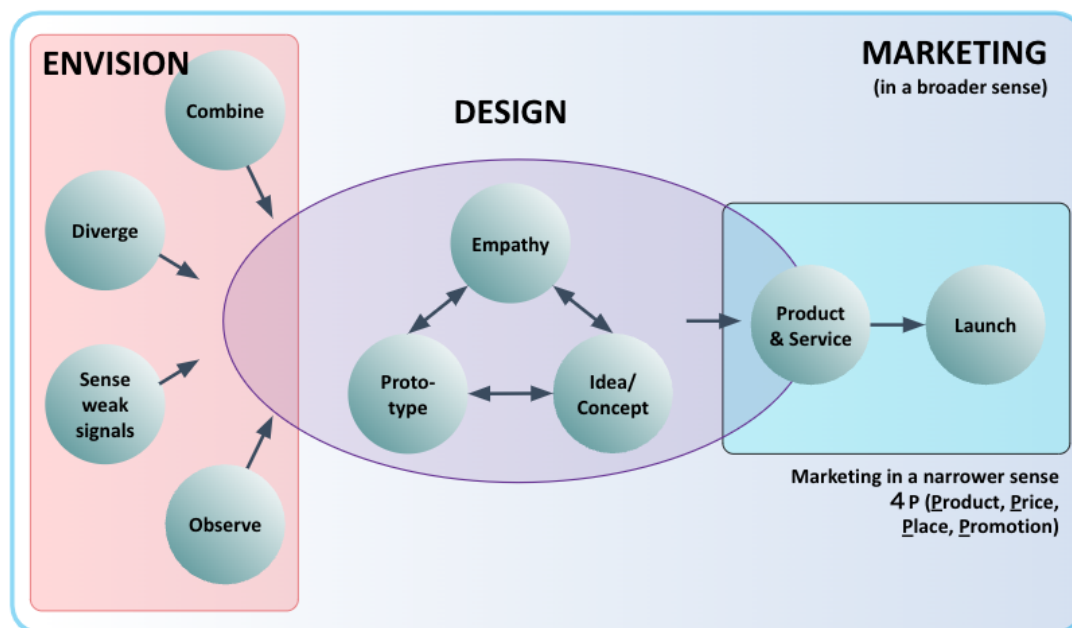 ENVISION
Combine
Diverge
Sense
weak
signals
Observe
DESIGN
Empathy
Proto-
type
Idea/
Concept
MARKETING
(in a broader sense)
Product
& Service
Launch
Marketing in a narrower sense
4 P (Product, Price,
Place, Promotion)